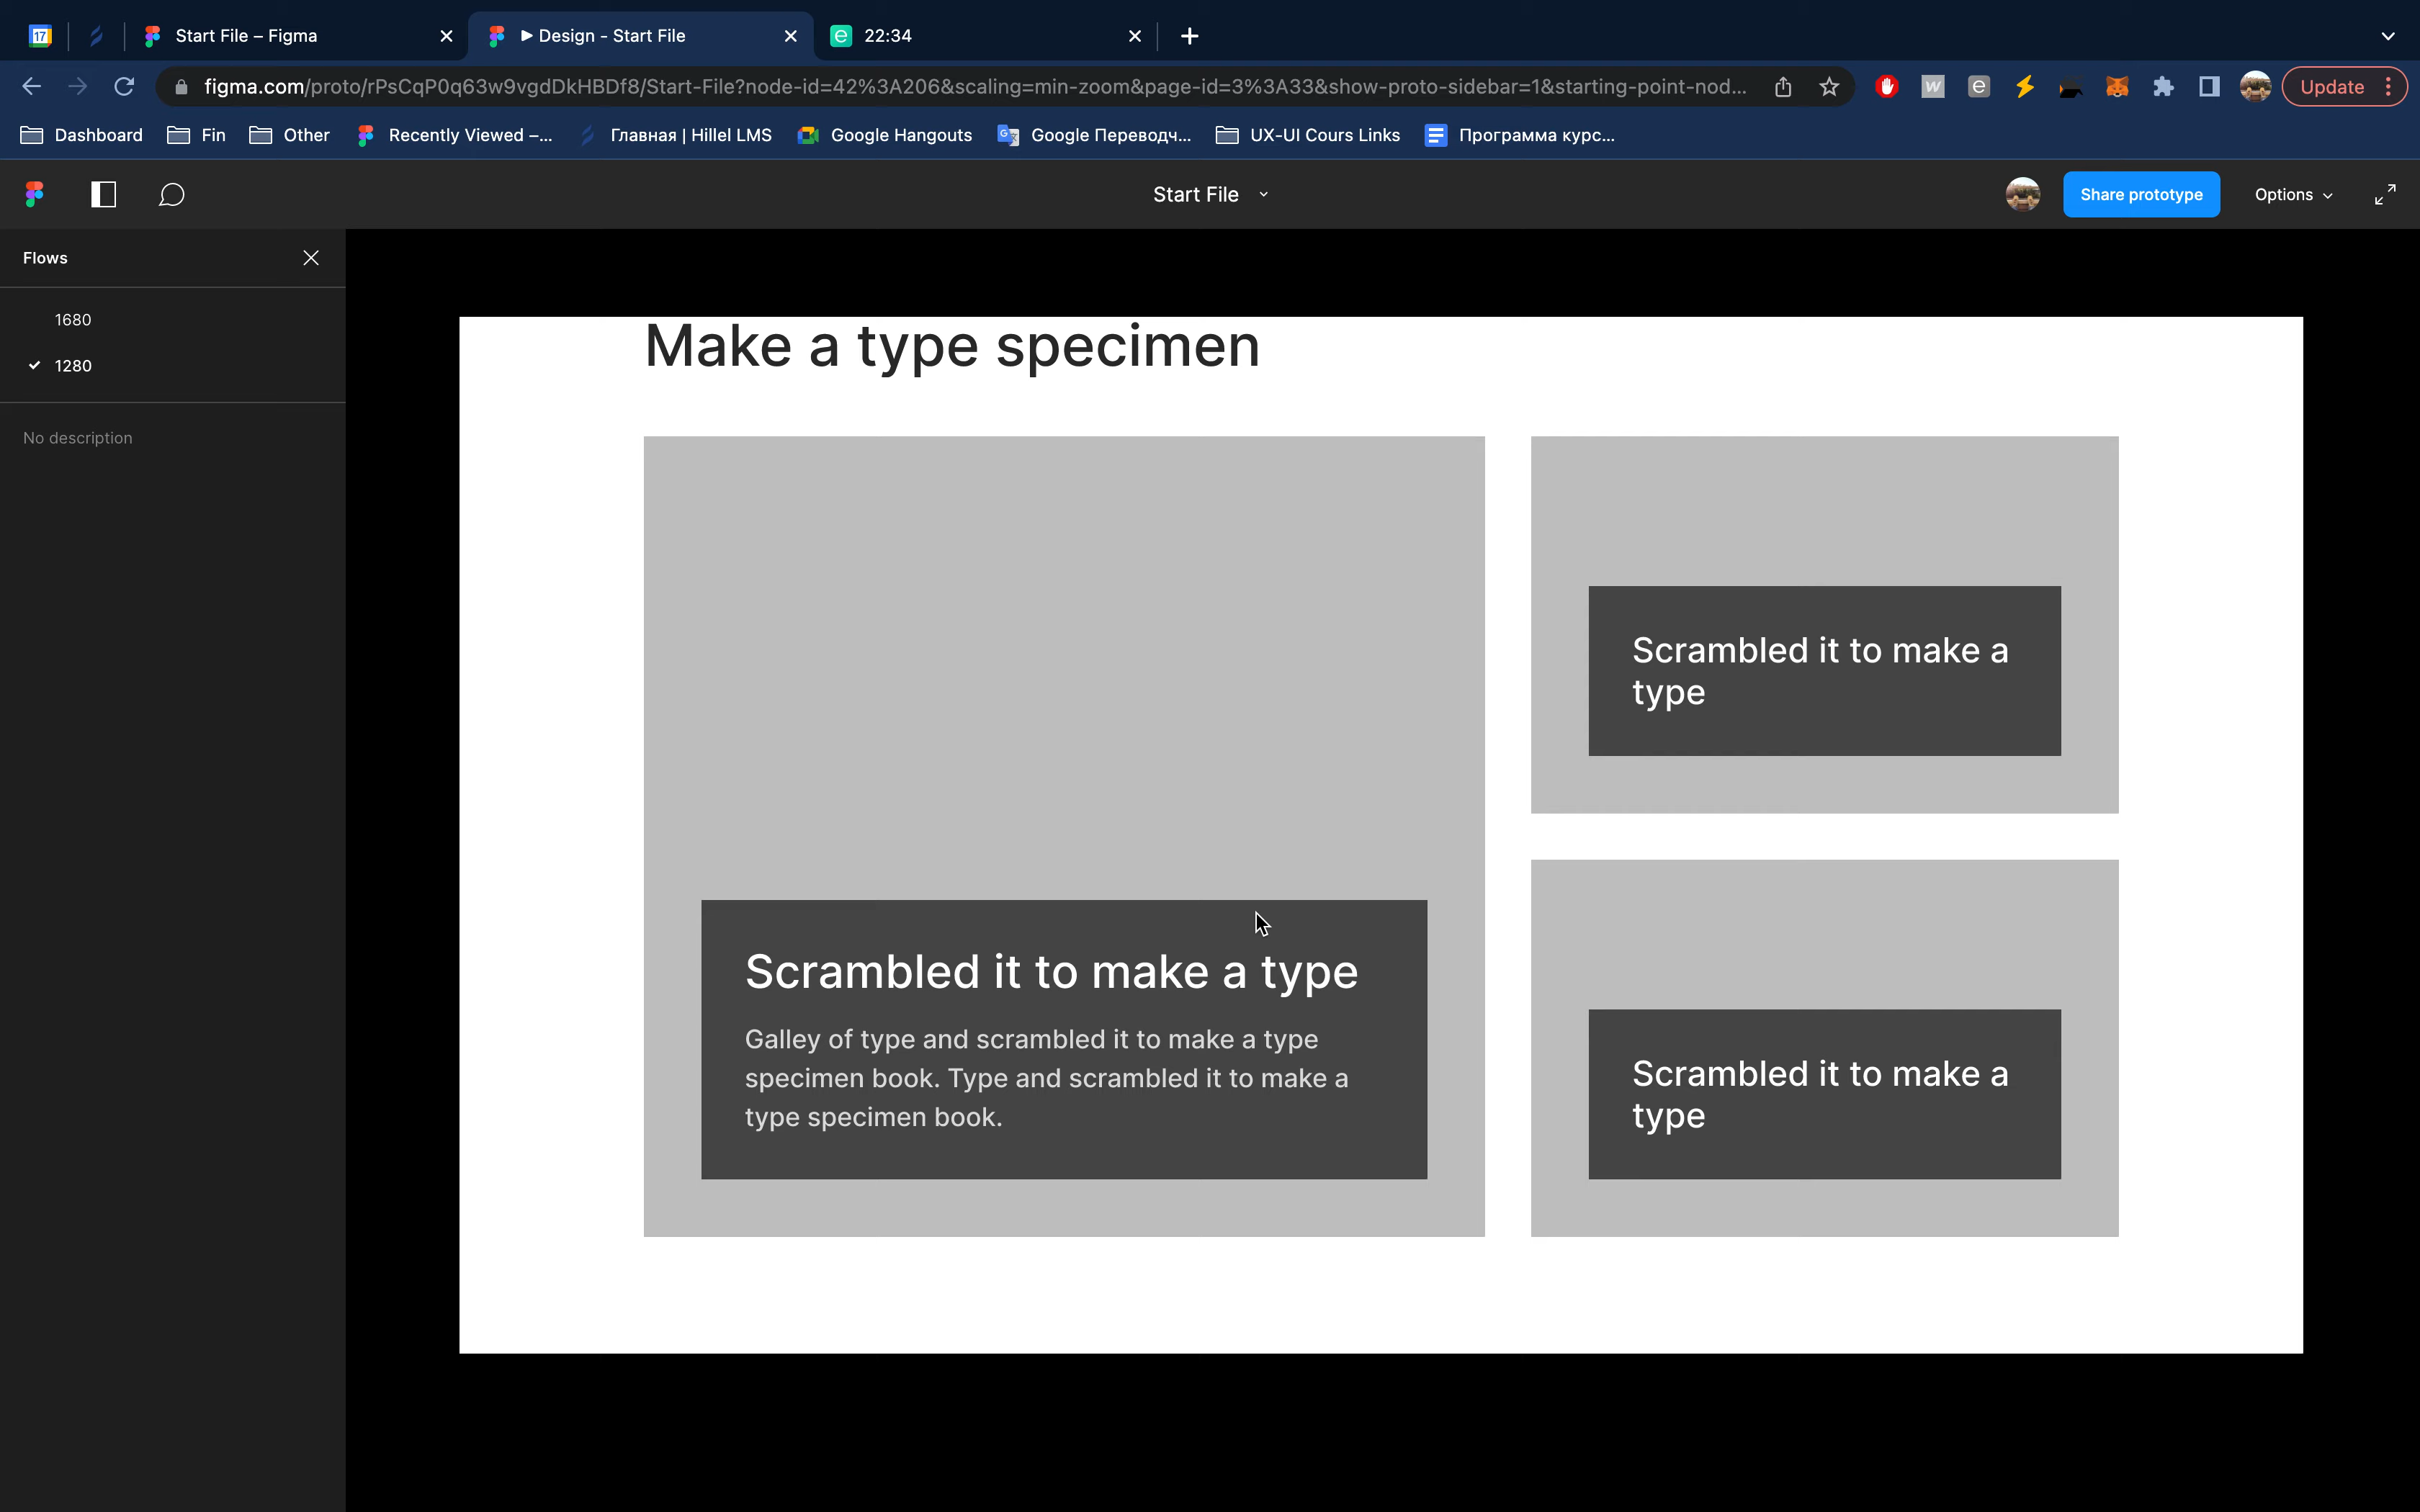 17
Start File – Figma
Design - Start File
22:34
figma.com/proto/rPsCqP0q63w9vgdDkHBDf8/Start-File?node-id=42%3A206&scaling=min-zoom&page-id=3%3A33&show-proto-sidebar=1&starting-point-nod...
Update
Dashboard
Fin
Other
Recently Viewed –...
Главная | Hillel LMS
Google Hangouts
Google Переводч...
UX-UI Cours Links
Программа курс...
Start File
Share prototype
Options
Flows
1680
1280
No description
Make a type specimen
Scrambled it to make a
type
Scrambled it to make a type
Galley of type and scrambled it to make a type
specimen book. Type and scrambled it to make a
type specimen book.
Scrambled it to make a
type